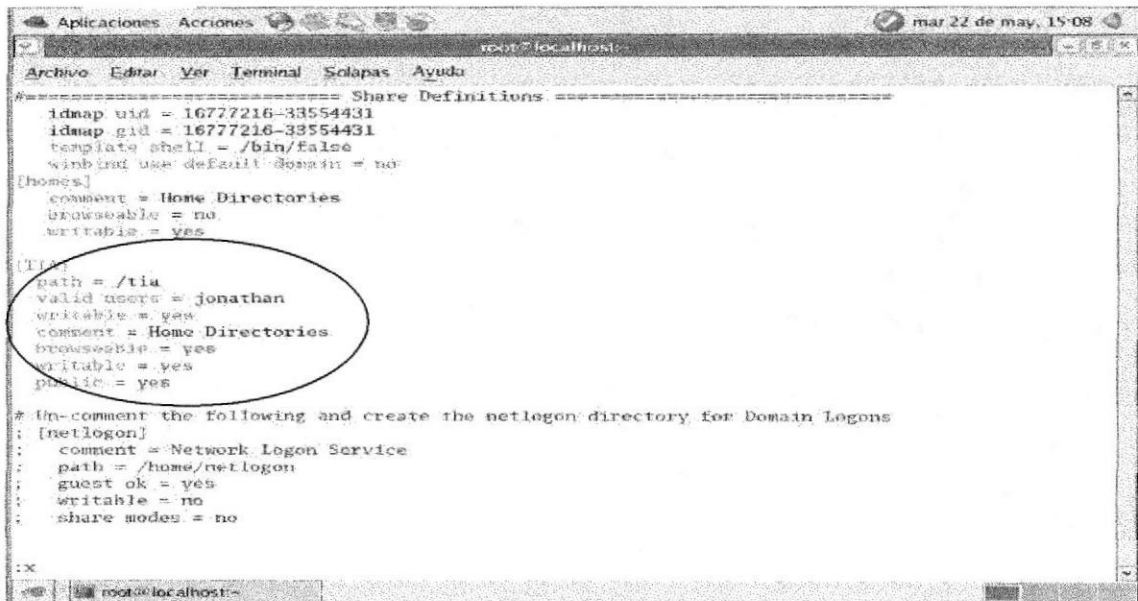 Aplicaciones Acciones mar 22 de may, 15:08
root@localhost:~
Archivo Editar Ver Terminal Solapas Ayuda
#============================ Share Definitions ==============================
idmap uid = 16777216-33554431
idmap gid = 16777216-33554431
template shell = /bin/false
winbind use default domain = no
[homes]
comment = Home Directories
browseable = no
writable = yes
[TIA]
path = /tia
valid users = jonathan
writable = yes
comment = Home Directories
browseable = yes
writable = yes
public = yes
# Un-comment the following and create the netlogon directory for Domain Logons
; [netlogon]
; comment = Network Logon Service
; path = /home/netlogon
; guest ok = yes
; writable = no
; share modes = no
:x
root@localhost:~